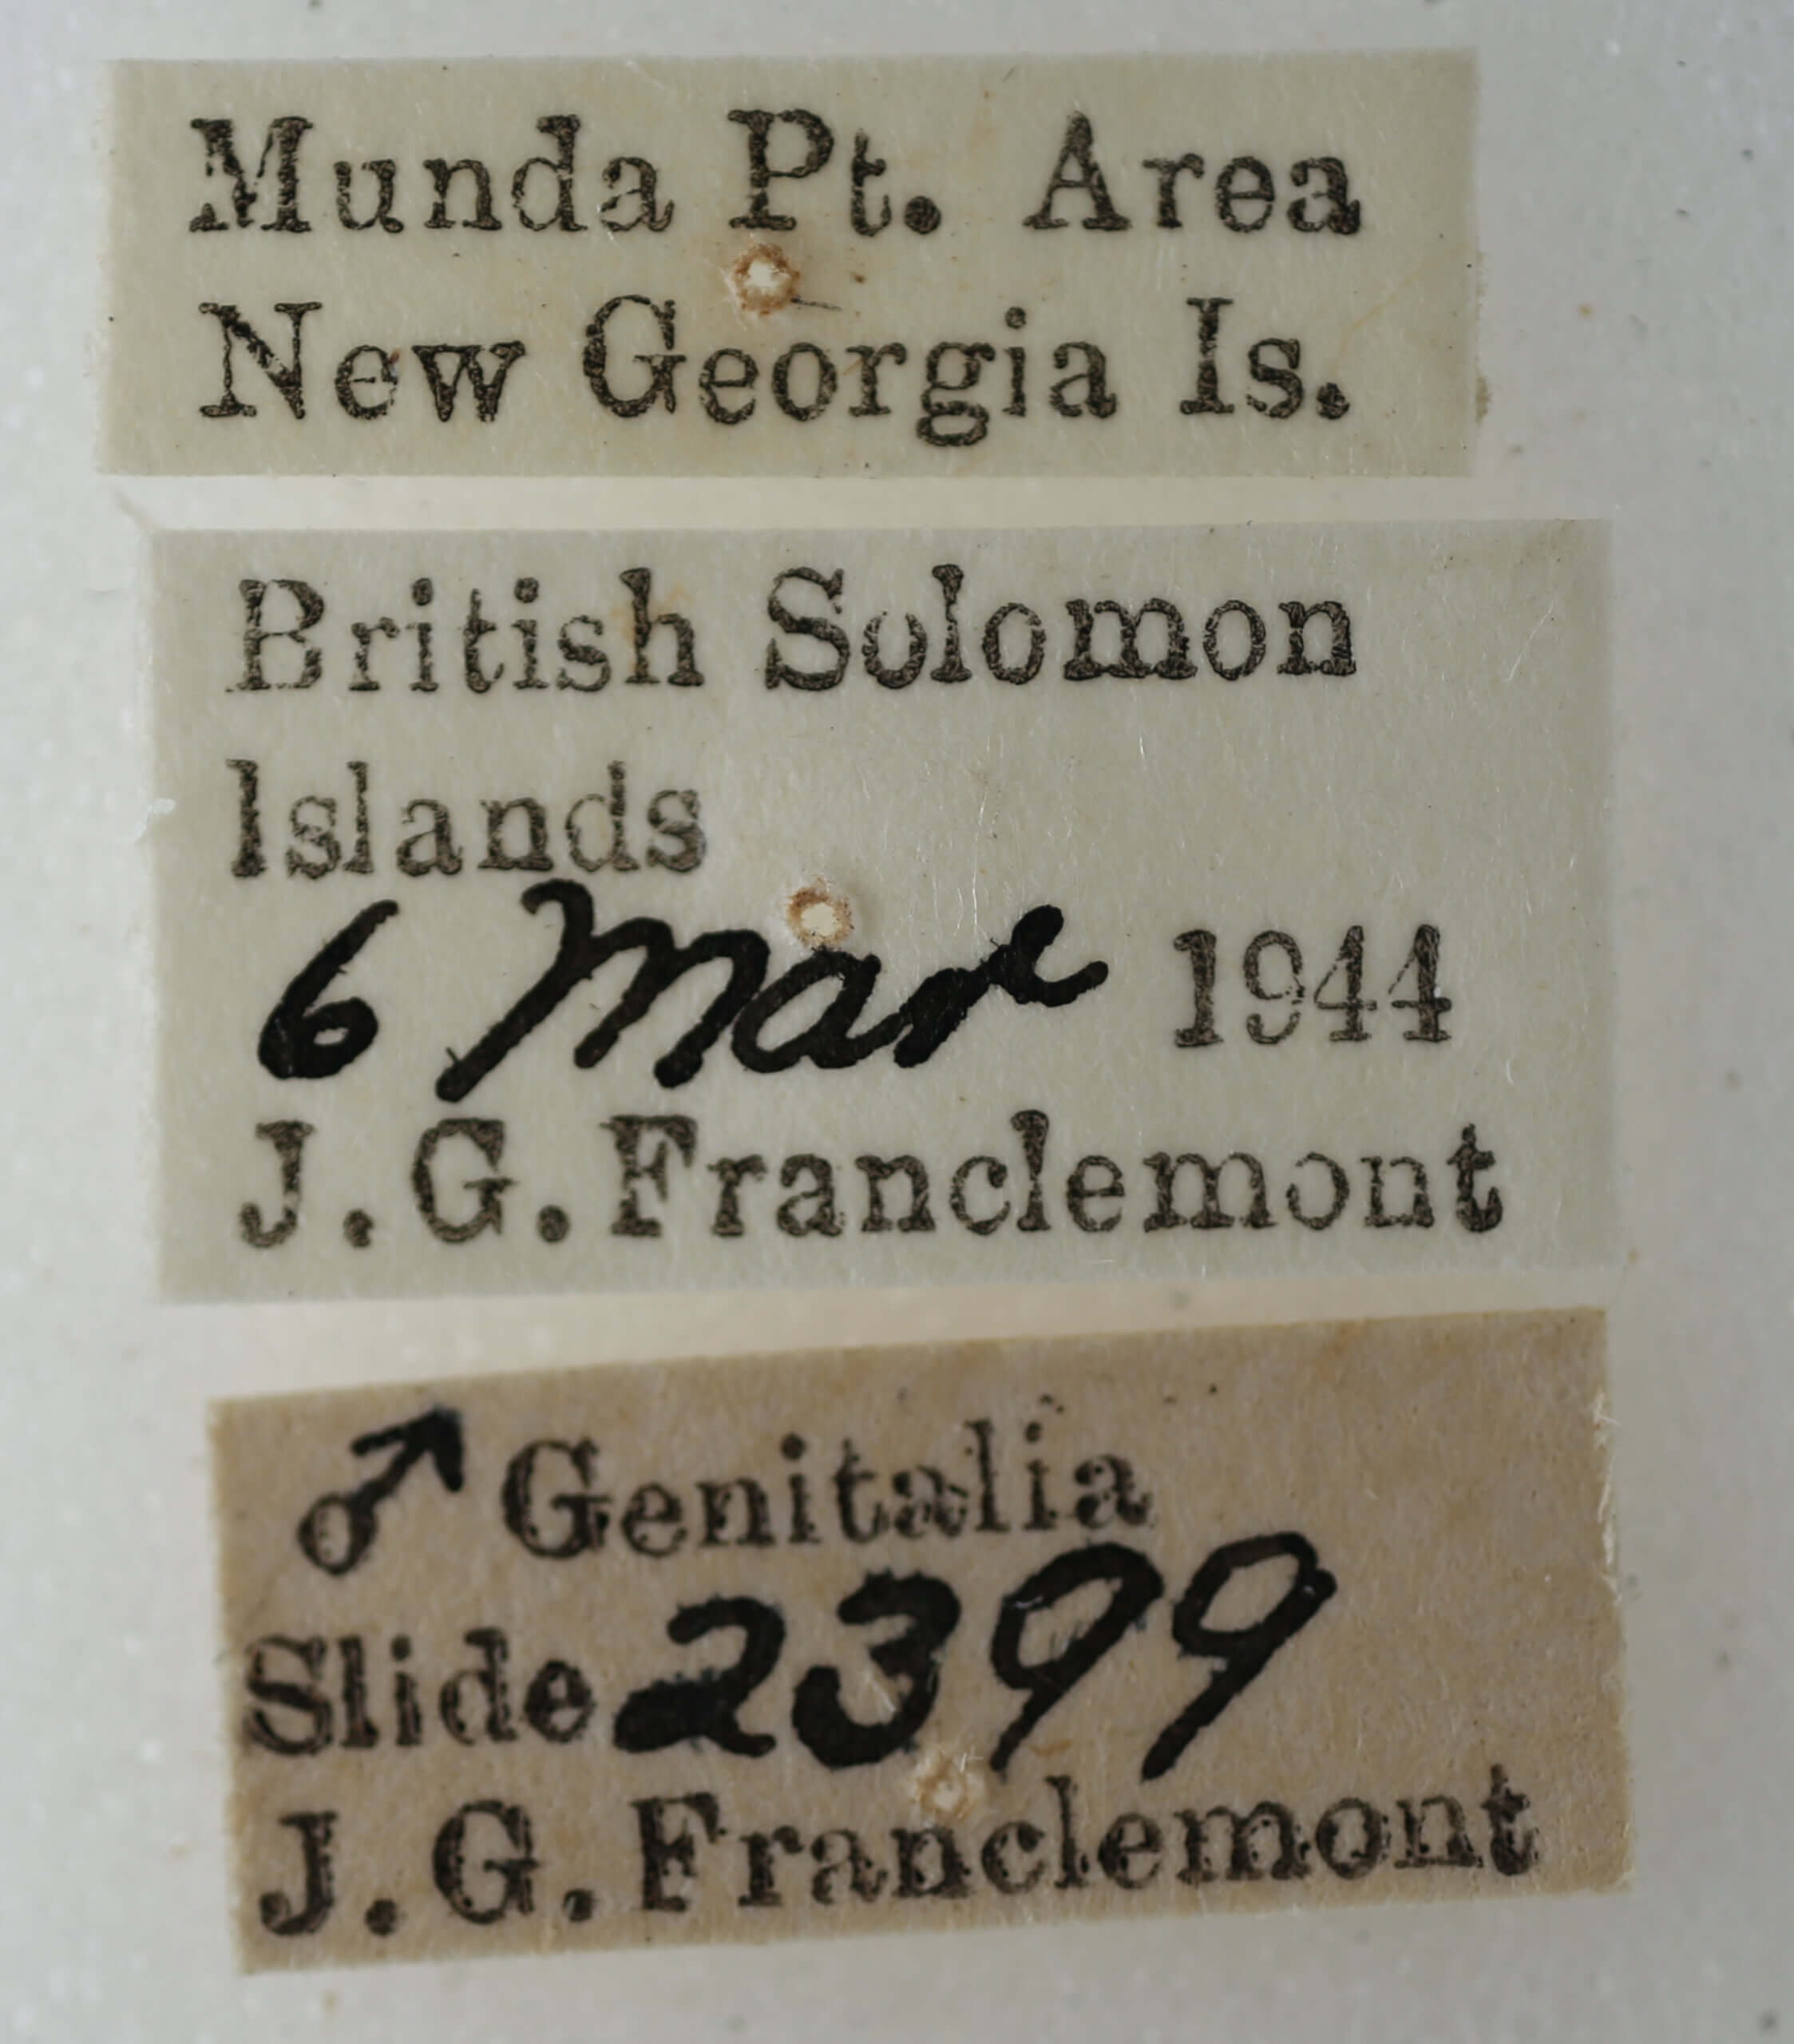 Munda Pt. Area
New Georgia Is.
British Solomon
Islands
6 Mar 1944
J.G.Franclemont
♂ Genitalia
Slide 2399
J.G.Franclemont